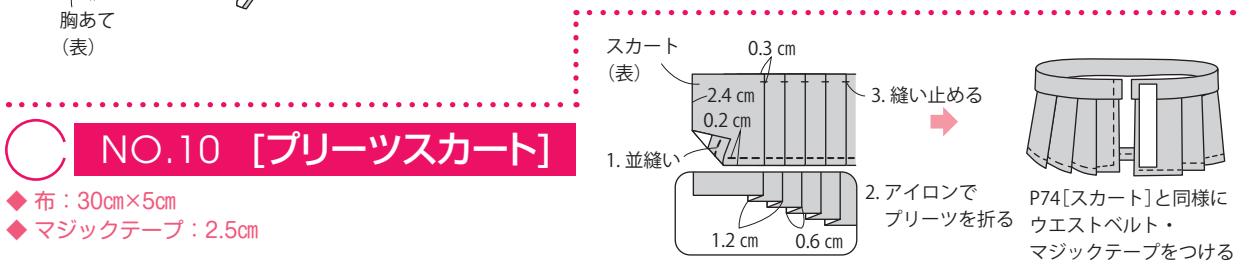 胸あて
（表）
NO.10 [プリーツスカート]
◆ 布：30cm×5cm
◆ マジックテープ：2.5cm
スカート
（表）
0.3 cm
2.4 cm
0.2 cm
1. 並縫い
3. 縫い止める
2. アイロンで
プリーツを折る
1.2 cm
0.6 cm
P74[スカート]と同様に
ウエストベルト・
マジックテープをつける